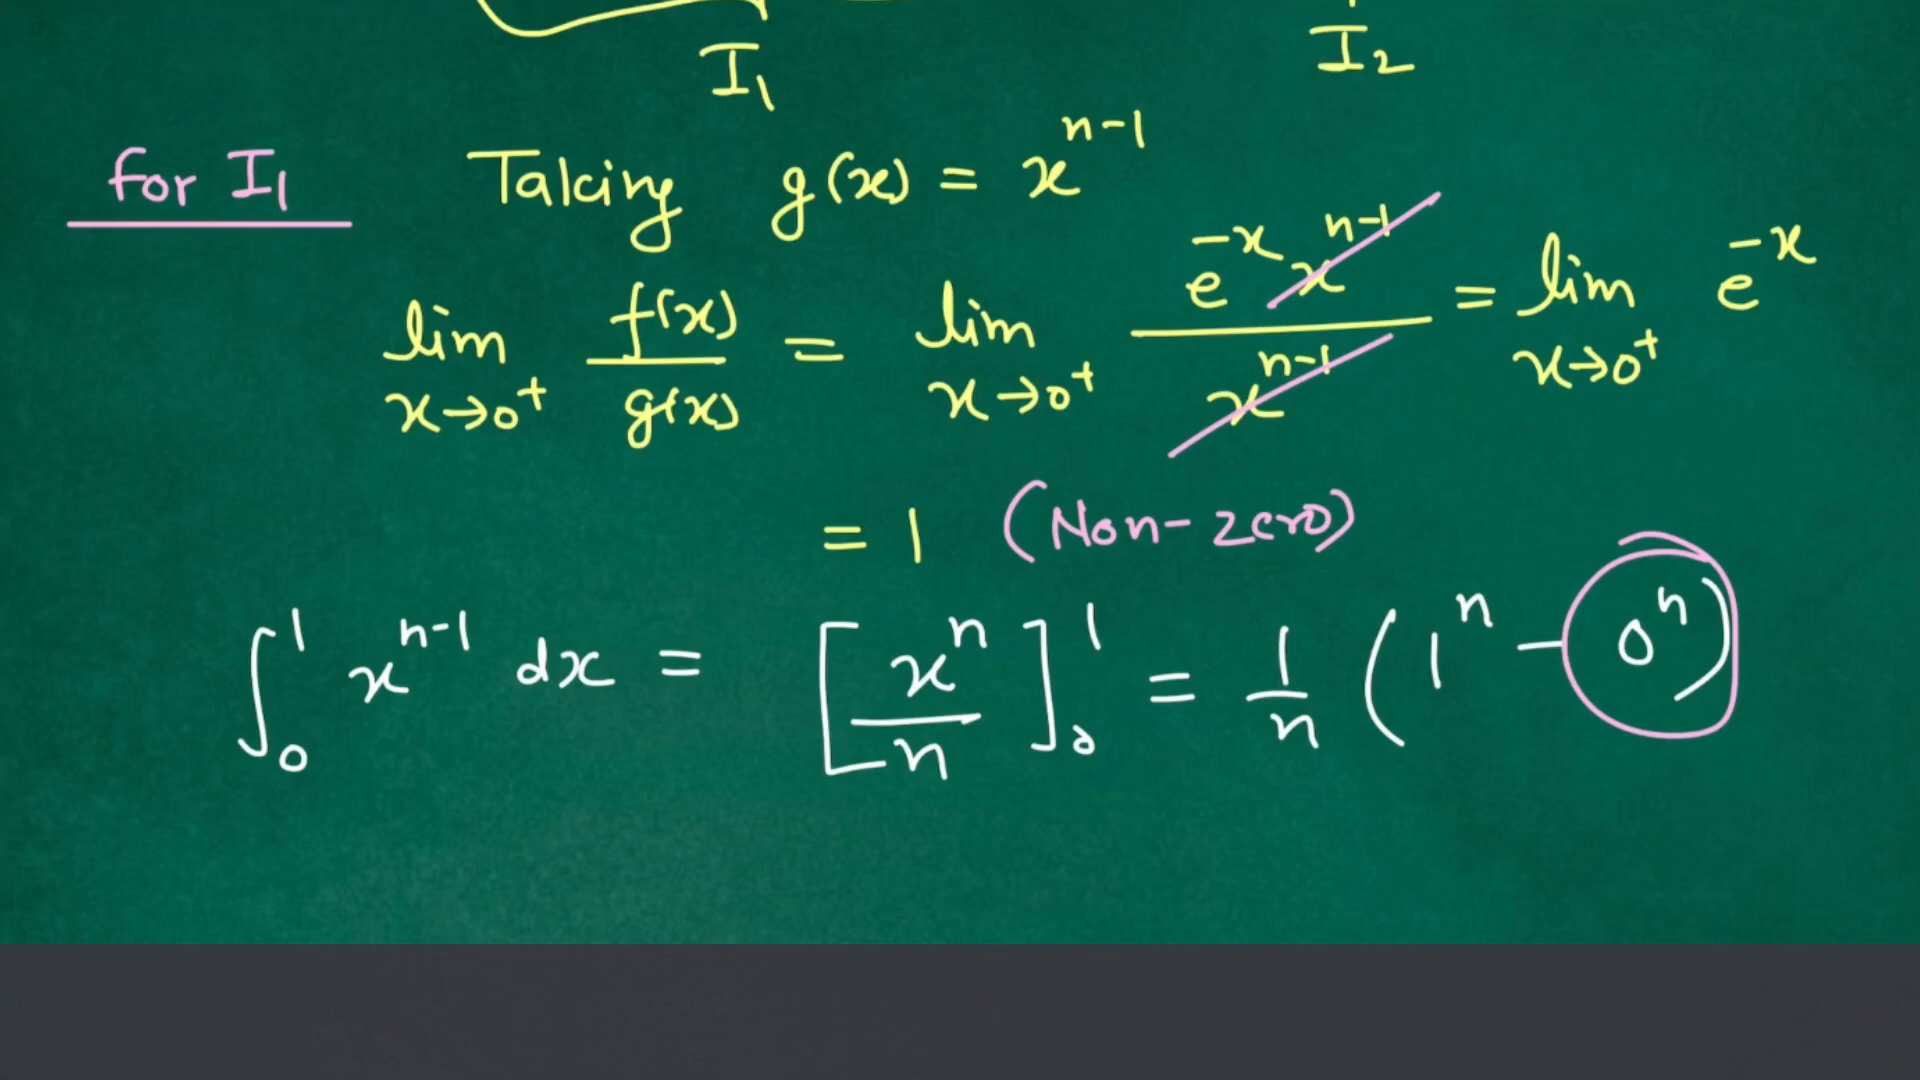 I₁ I₂
for I₁ Taking g(x) = x^{n-1}
lim_{x→0⁺} f(x)/g(x) = lim_{x→0⁺} e^{-x} x^{n-1} / x^{n-1} = lim_{x→0⁺} e^{-x}
= 1 (Non-zero)
∫₀¹ x^{n-1} dx = [x^n/n]₀¹ = 1/n (1^n - 0^n)